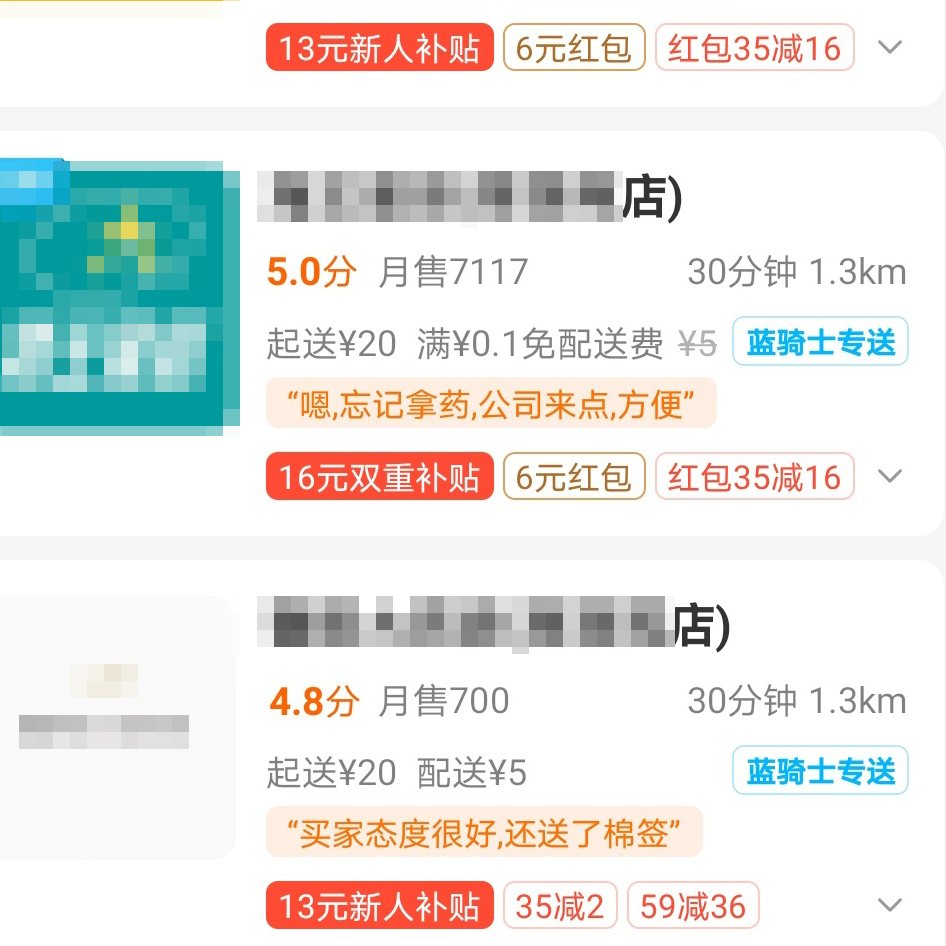 13元新人补贴 6元红包 红包35减16
店)
5.0分 月售7117 30分钟 1.3km
起送¥20 满¥0.1免配送费 ¥5 蓝骑士专送
“嗯,忘记拿药,公司来点,方便”
16元双重补贴 6元红包 红包35减16
店)
4.8分 月售700 30分钟 1.3km
起送¥20 配送¥5 蓝骑士专送
“买家态度很好,还送了棉签”
13元新人补贴 35减2 59减36